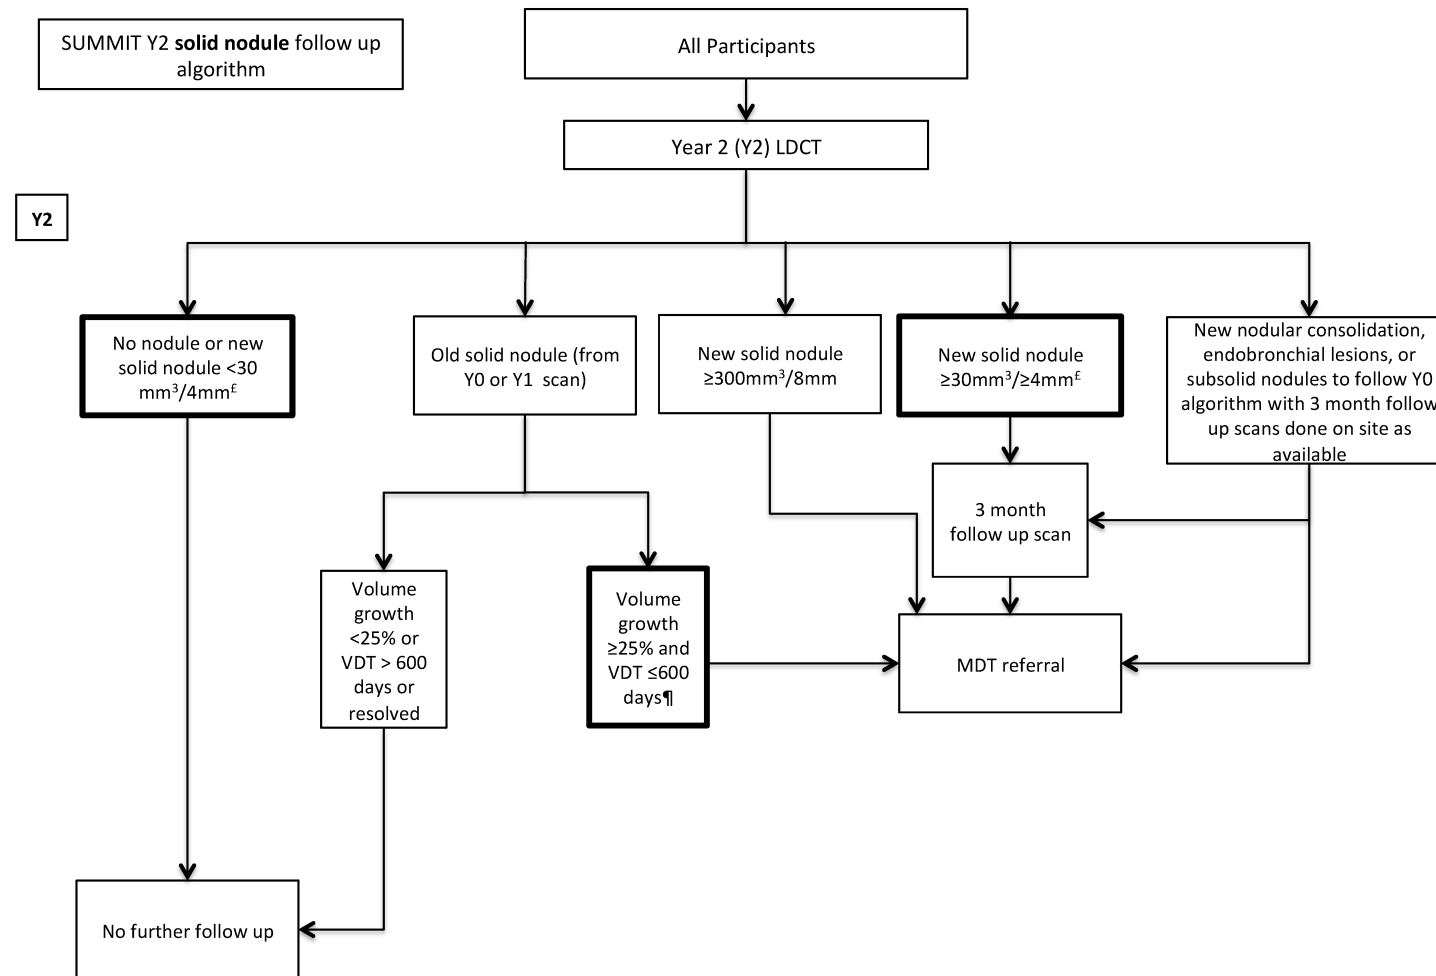 SUMMIT Y2 solid nodule follow up
algorithm
All Participants
Year 2 (Y2) LDCT
Y2
No nodule or new
solid nodule <30
mm³/4mm£
Old solid nodule (from
Y0 or Y1 scan)
New solid nodule
≥300mm³/8mm
New solid nodule
≥30mm³/≥4mm£
New nodular consolidation,
endobronchial lesions, or
subsolid nodules to follow Y0
algorithm with 3 month follow
up scans done on site as
available
3 month
follow up scan
Volume
growth
<25% or
VDT > 600
days or
resolved
Volume
growth
≥25% and
VDT ≤600
days¶
MDT referral
No further follow up